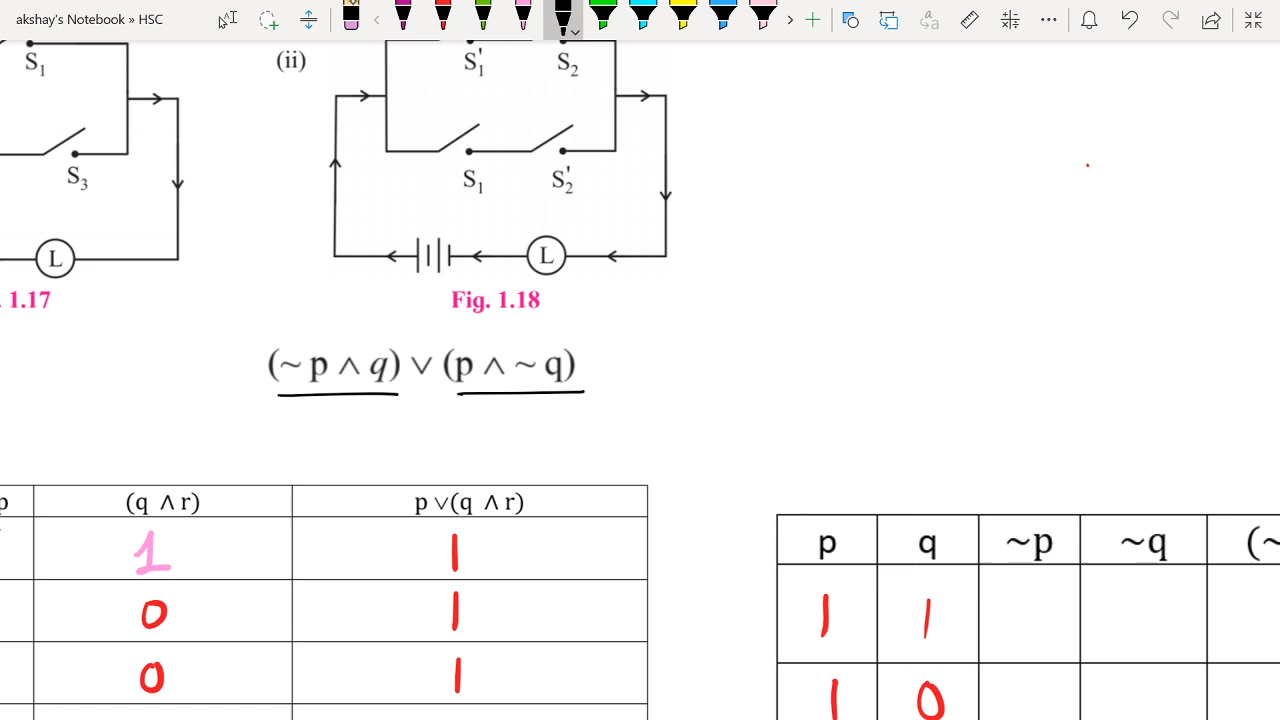 akshay's Notebook » HSC
(ii)
S1 S'1 S2
S3 S1 S'2
L L
. 1.17 Fig. 1.18
(~ p ∧ q) ∨ (p ∧ ~ q)
p (q ∧ r) p ∨(q ∧ r)
1 1
0 1
0 1
p q ~p ~q (~
1 1
1 0